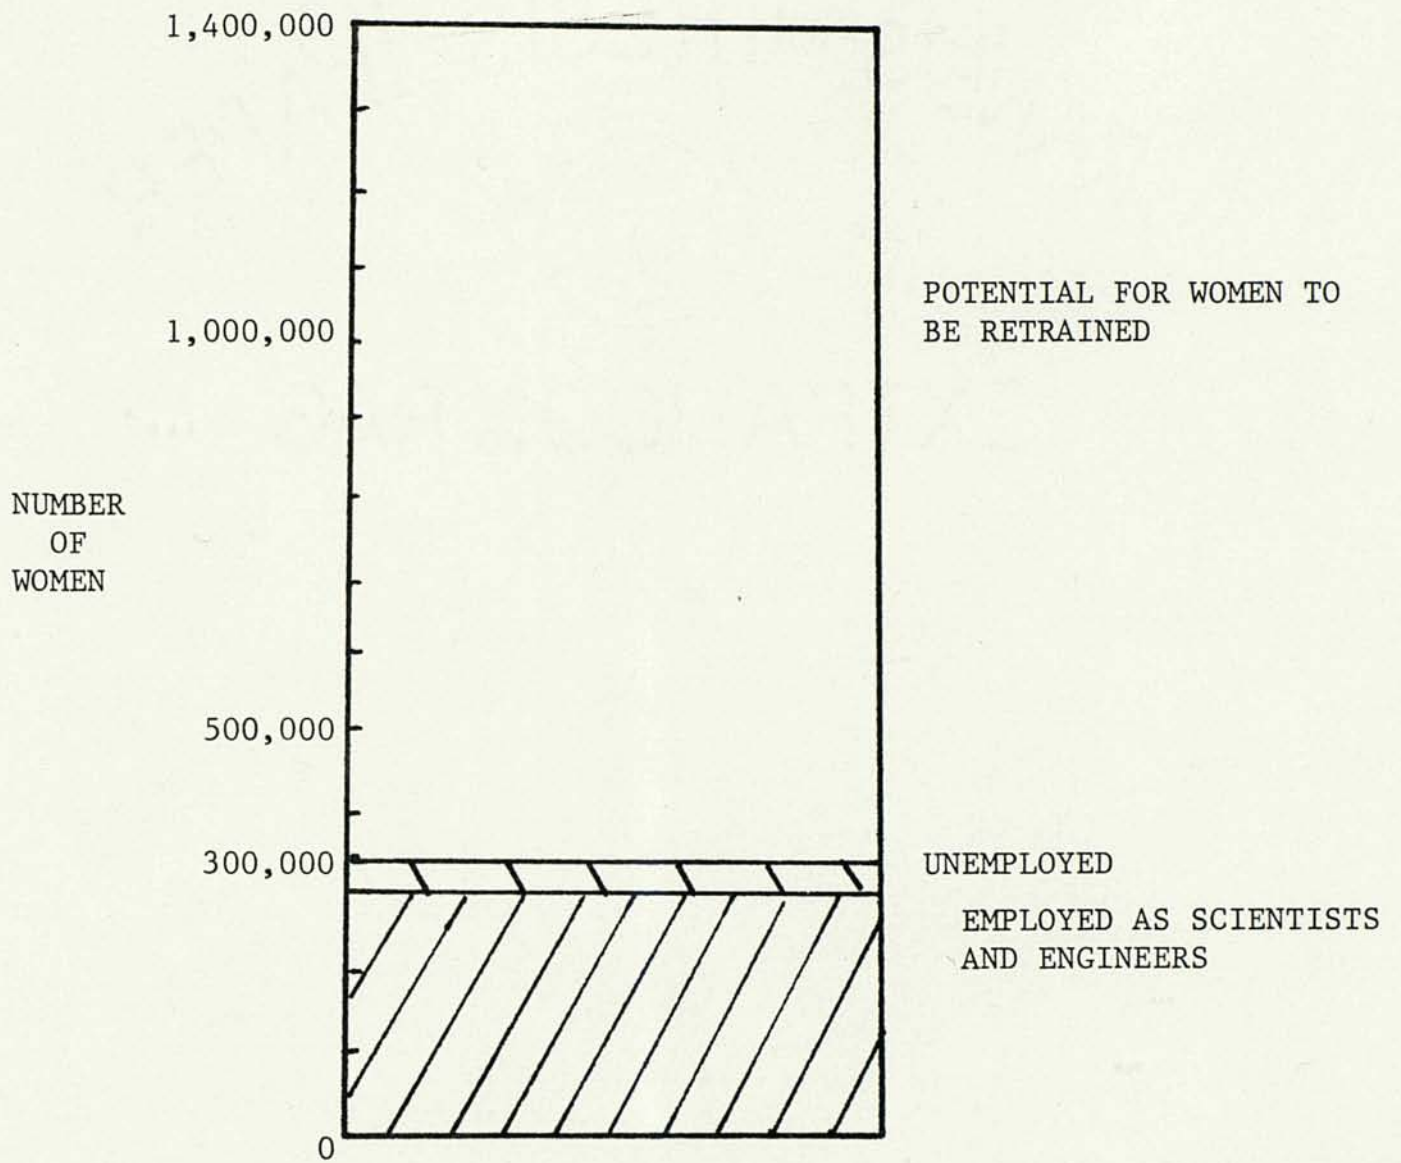 1,400,000
POTENTIAL FOR WOMEN TO
BE RETRAINED
1,000,000
NUMBER
OF
WOMEN
500,000
300,000
UNEMPLOYED
EMPLOYED AS SCIENTISTS
AND ENGINEERS
0